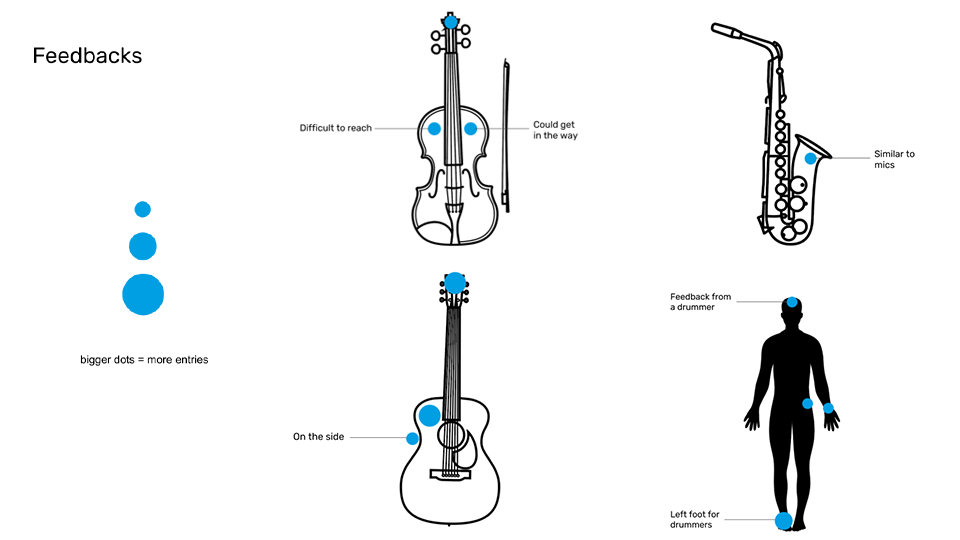 Feedbacks
Difficult to reach
Could get
in the way
Similar to
mics
bigger dots = more entries
On the side
Feedback from
a drummer
Left foot for
drummers